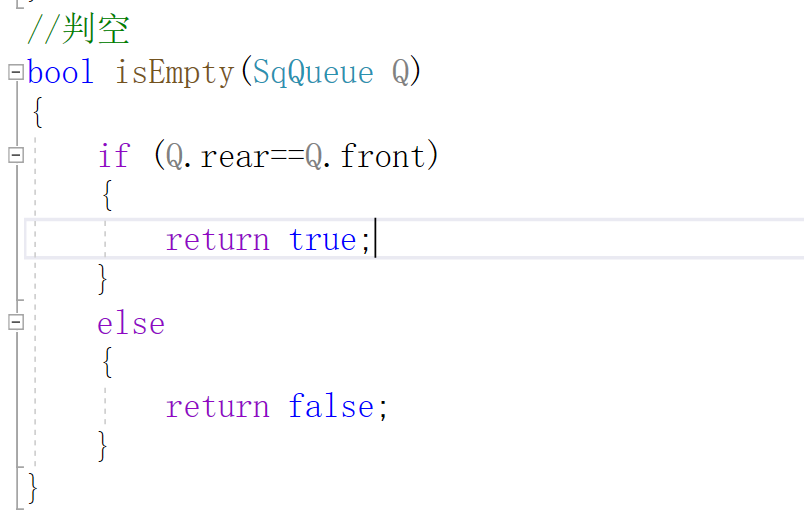 //判空
bool isEmpty(SqQueue Q)
{
if (Q.rear==Q.front)
{
return true;
}
else
{
return false;
}
}